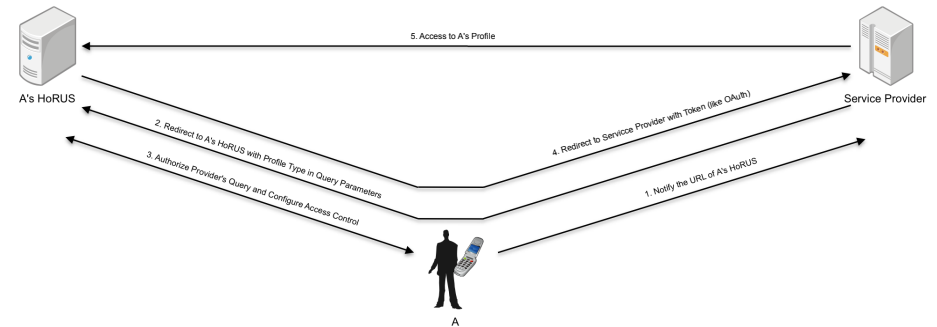 5. Access to A's Profile
A's HoRUS
Servicce Provider
2. Redirect to A's HoRUS with Profile Type in Query Parameters
4. Redirect to Servicce Provider with Token (like OAuth)
3. Authorize Provider's Query and Configure Access Control
1. Notify the URL of A's HoRUS
A